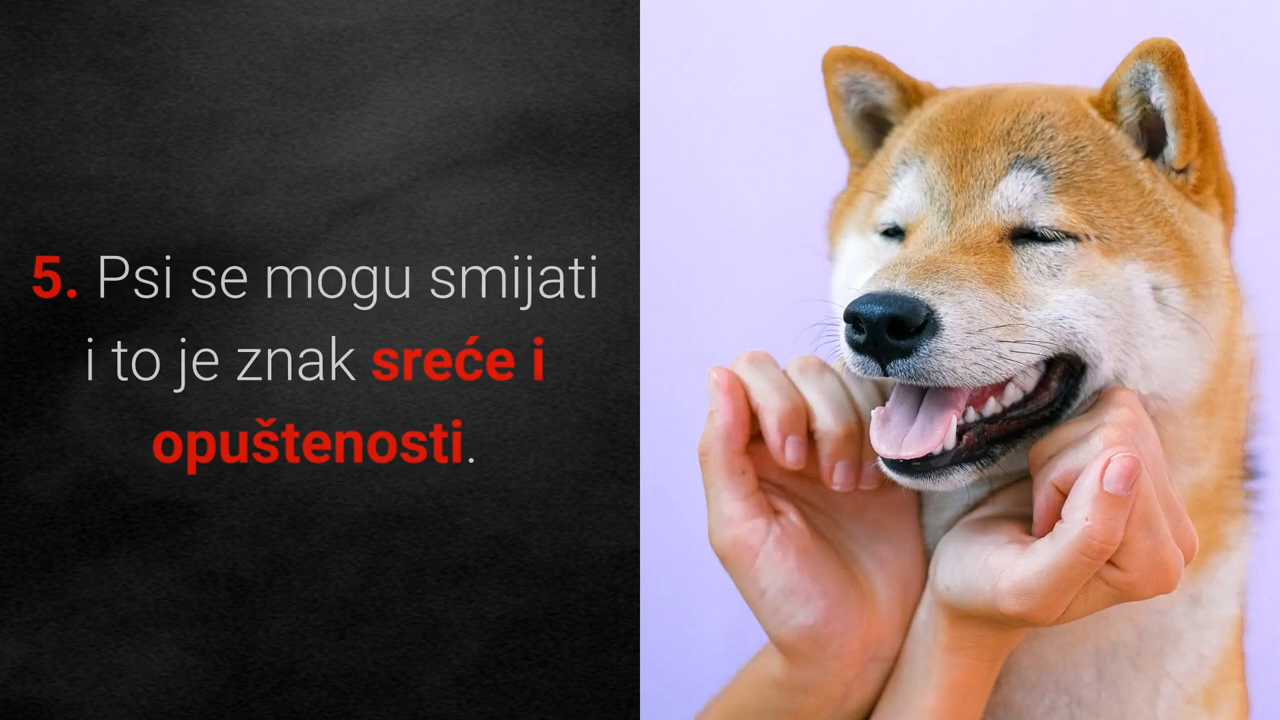 5. Psi se mogu smijati
i to je znak sreće i
opuštenosti.